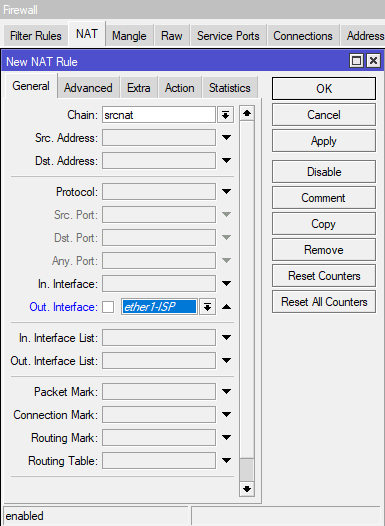 Firewall
Filter Rules NAT Mangle Raw Service Ports Connections Address
New NAT Rule
General Advanced Extra Action Statistics
Chain: srcnat
Src. Address:
Dst. Address:
Protocol:
Src. Port:
Dst. Port:
Any. Port:
In. Interface:
Out. Interface: ether1-ISP
In. Interface List:
Out. Interface List:
Packet Mark:
Connection Mark:
Routing Mark:
Routing Table:
OK
Cancel
Apply
Disable
Comment
Copy
Remove
Reset Counters
Reset All Counters
enabled